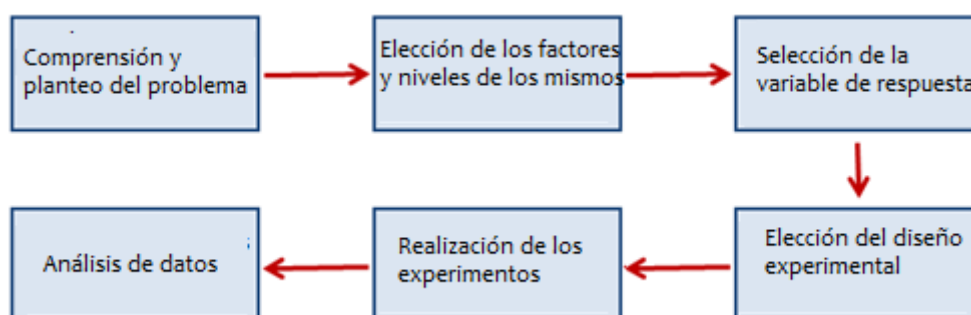 Comprensión y
planteo del problema
Elección de los factores
y niveles de los mismos
Selección de la
variable de respuesta
Elección del diseño
experimental
Realización de los
experimentos
Análisis de datos